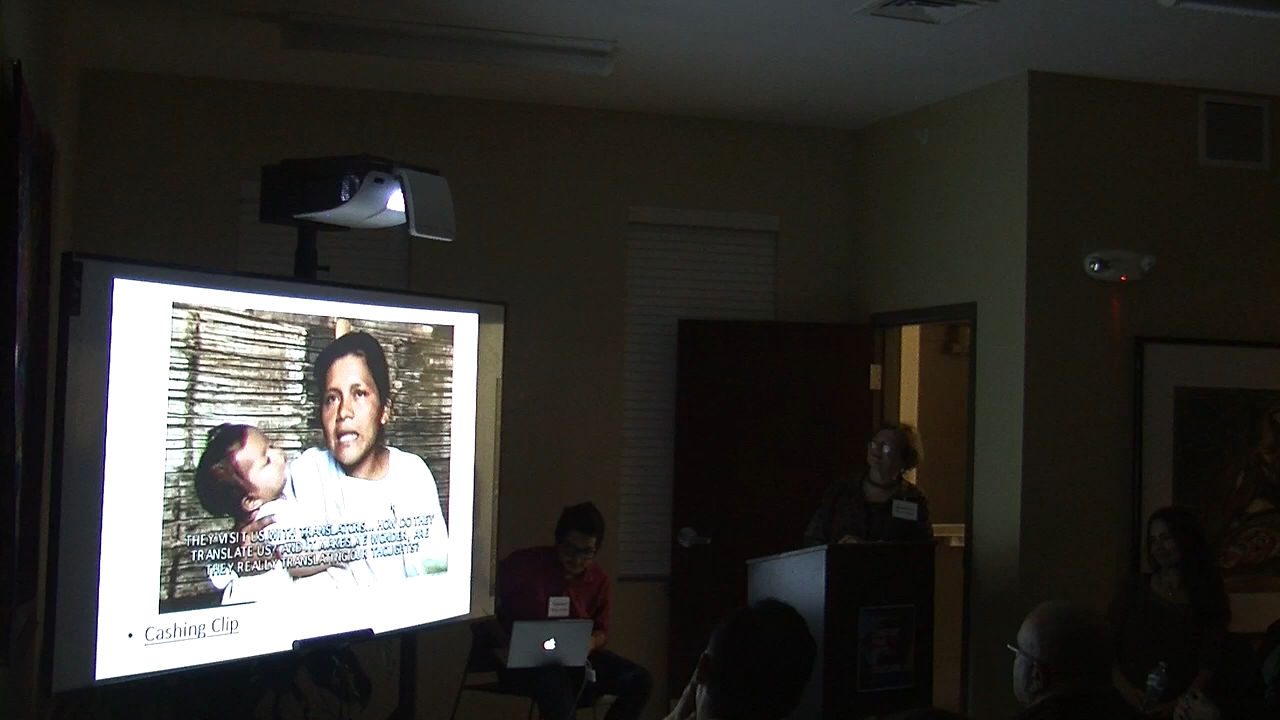 THEY VISIT US WITH TRANSLATORS... HOW DO THEY
TRANSLATE US? AND IT MAKES ME WONDER, ARE
THEY REALLY TRANSLATING OUR THOUGHTS?
• Cashing Clip